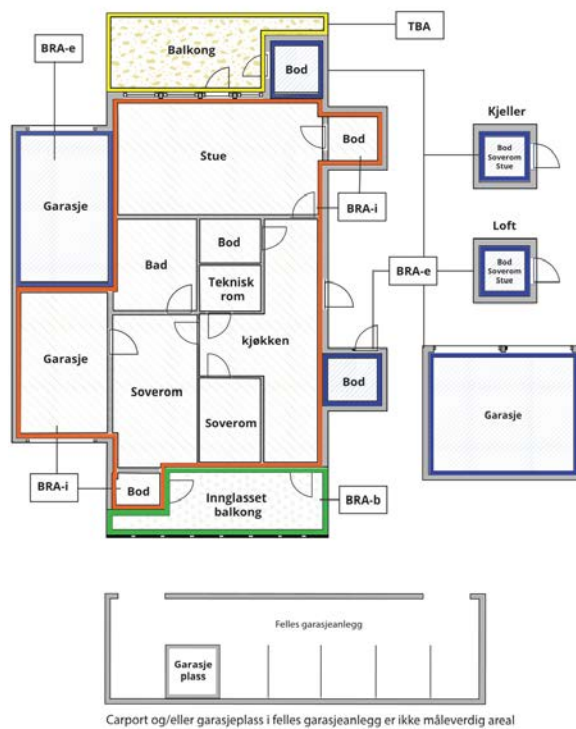 TBA
BRA-e
Balkong
Bod
Kjeller
Bod
Soverom
Stue
Stue
Bod
BRA-i
Garasje
Loft
Bod
Soverom
Stue
Bod
BRA-e
Bad
Teknisk
rom
Garasje
kjøkken
Bod
Garasje
Soverom
Soverom
BRA-i
Bod
Innglasset
balkong
BRA-b
Felles garasjeanlegg
Garasje
plass
Carport og/eller garasjeplass i felles garasjeanlegg er ikke måleverdig areal